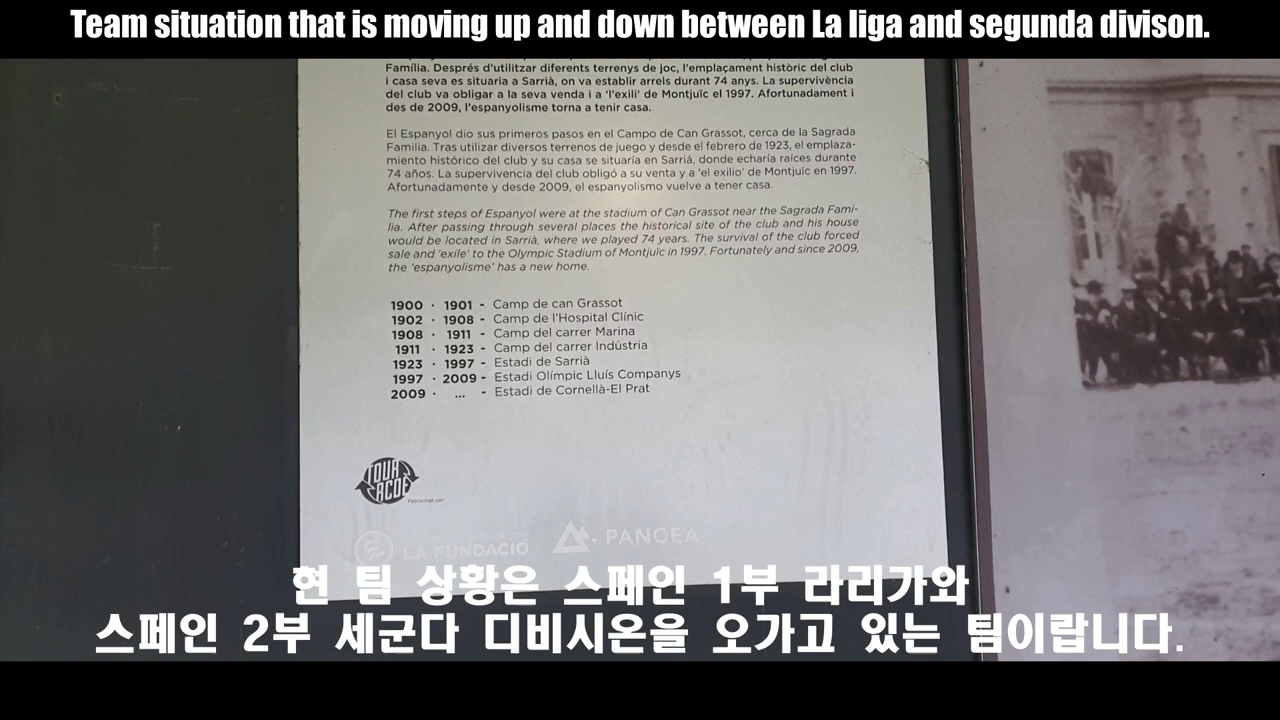 Team situation that is moving up and down between La liga and segunda divison.
Família. Després d'utilitzar diferents terrenys de joc, l'emplaçament històric del club
i casa seva es situaria a Sarrià, on va establir arrels durant 74 anys. La supervivència
del club va obligar a la seva venda i a 'l'exili' de Montjuïc el 1997. Afortunadament i
des de 2009, l'espanyolisme torna a tenir casa.
El Espanyol dio sus primeros pasos en el Campo de Can Grassot, cerca de la Sagrada
Familia. Tras utilizar diversos terrenos de juego y desde el febrero de 1923, el emplaza-
miento histórico del club y su casa se situaría en Sarriá, donde echaría raíces durante
74 años. La supervivencia del club obligó a su venta y a 'el exilio' de Montjuïc en 1997.
Afortunadamente y desde 2009, el espanyolismo vuelve a tener casa.
The first steps of Espanyol were at the stadium of Can Grassot near the Sagrada Famí-
lia. After passing through several places the historical site of the club and his house
would be located in Sarrià, where we played 74 years. The survival of the club forced
sale and 'exile' to the Olympic Stadium of Montjuïc in 1997. Fortunately and since 2009,
the 'espanyolisme' has a new home.
1900 · 1901 - Camp de can Grassot
1902 · 1908 - Camp de l'Hospital Clínic
1908 · 1911 - Camp del carrer Marina
1911 · 1923 - Camp del carrer Indústria
1923 · 1997 - Estadi de Sarrià
1997 · 2009 - Estadi Olímpic Lluís Companys
2009 · ... - Estadi de Cornellà-El Prat
TOUR
RCDE
Patrocinat per:
LA FUNDACIÓ
PANGEA
현 팀 상황은 스페인 1부 라리가와
스페인 2부 세군다 디비시온을 오가고 있는 팀이랍니다.